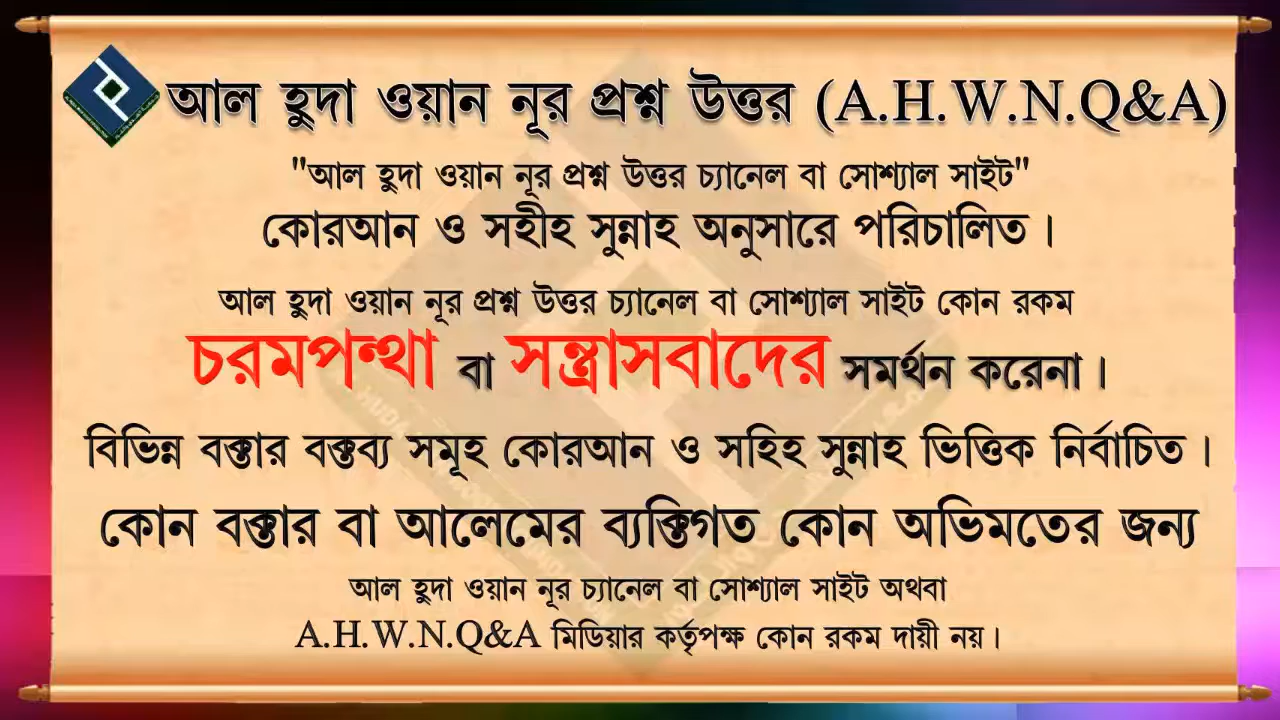 আল হুদা ওয়ান নূর প্রশ্ন উত্তর (A.H.W.N.Q&A)
"আল হুদা ওয়ান নূর প্রশ্ন উত্তর চ্যানেল বা সোশ্যাল সাইট"
কোরআন ও সহীহ সুন্নাহ অনুসারে পরিচালিত।
আল হুদা ওয়ান নূর প্রশ্ন উত্তর চ্যানেল বা সোশ্যাল সাইট কোন রকম
চরমপন্থা বা সন্ত্রাসবাদের সমর্থন করেনা।
বিভিন্ন বক্তার বক্তব্য সমূহ কোরআন ও সহিহ সুন্নাহ ভিত্তিক নির্বাচিত।
কোন বক্তার বা আলেমের ব্যক্তিগত কোন অভিমতের জন্য
আল হুদা ওয়ান নূর চ্যানেল বা সোশ্যাল সাইট অথবা
A.H.W.N.Q&A মিডিয়ার কর্তৃপক্ষ কোন রকম দায়ী নয়।